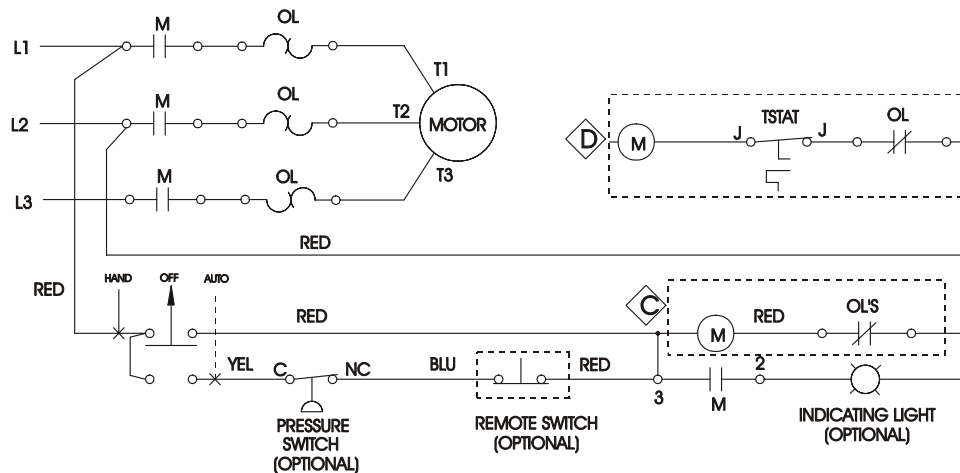 M
OL
L1
T1
M
OL
L2
T2
MOTOR
M
OL
L3
T3
D
M
J
TSTAT
J
OL
RED
HAND
OFF
AUTO
RED
RED
C
M
RED
OL'S
YEL
C
NC
BLU
RED
3
M
2
PRESSURE
SWITCH
(OPTIONAL)
REMOTE SWITCH
(OPTIONAL)
INDICATING LIGHT
(OPTIONAL)